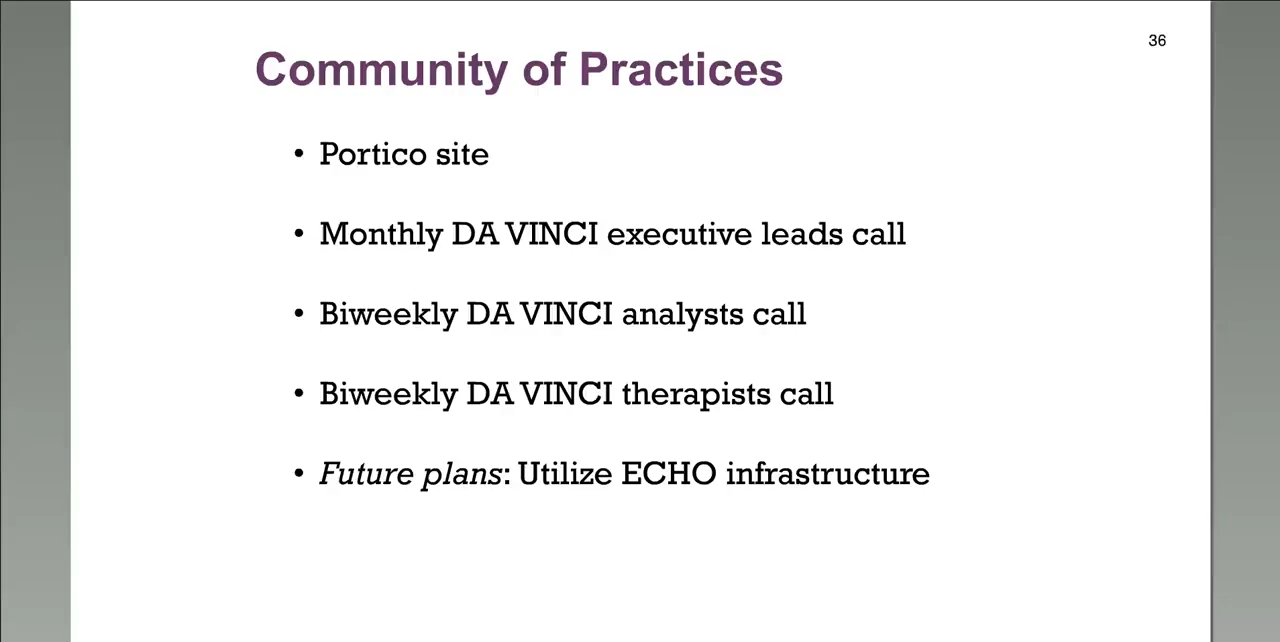 36
Community of Practices
• Portico site
• Monthly DA VINCI executive leads call
• Biweekly DA VINCI analysts call
• Biweekly DA VINCI therapists call
• Future plans: Utilize ECHO infrastructure